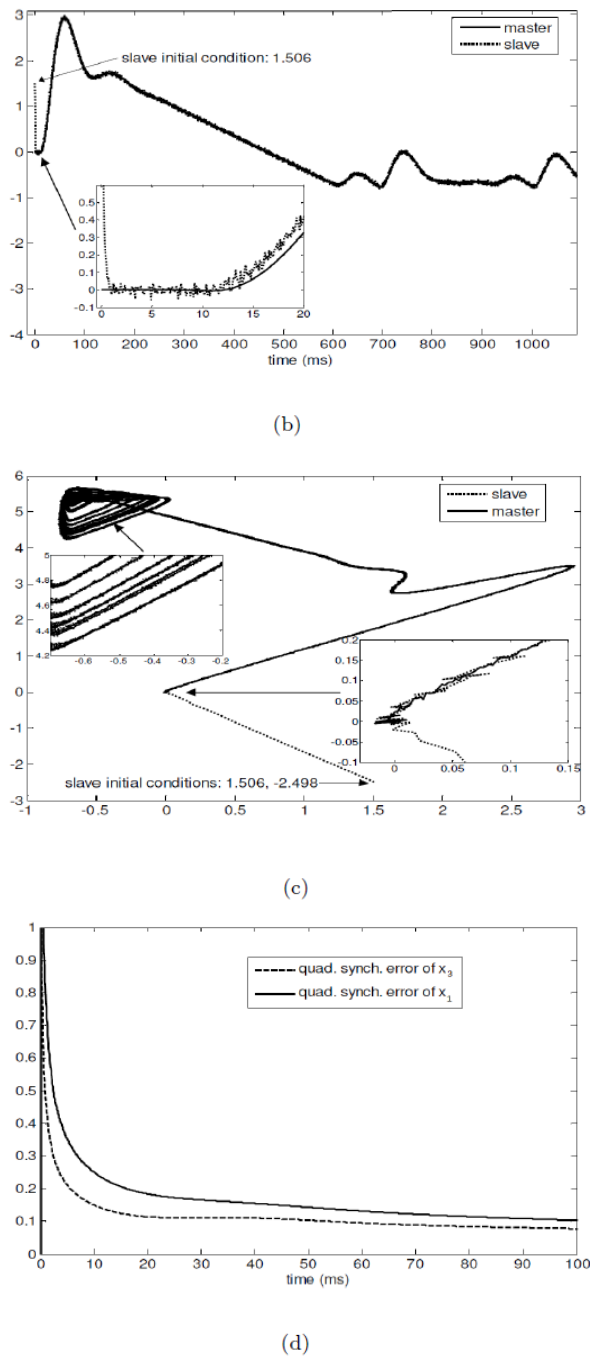 3
master
slave
slave initial condition: 1.506
2
1
0
-1
-2
-3
-4
0.5
0.4
0.3
0.2
0.1
0
-0.1
0 5 10 15 20
0 100 200 300 400 500 600 700 800 900 1000
time (ms)
(b)
6
5
4
3
2
1
0
-1
-2
-3
slave
master
5
4.8
4.6
4.4
4.2
-0.6 -0.5 -0.4 -0.3 -0.2
0.2
0.15
0.1
0.05
0
-0.05
-0.1
0 0.05 0.1 0.15
slave initial conditions: 1.506, -2.498
-1 -0.5 0 0.5 1 1.5 2 2.5 3
(c)
1
0.9
0.8
0.7
0.6
0.5
0.4
0.3
0.2
0.1
0
quad. synch. error of x3
quad. synch. error of x1
0 10 20 30 40 50 60 70 80 90 100
time (ms)
(d)